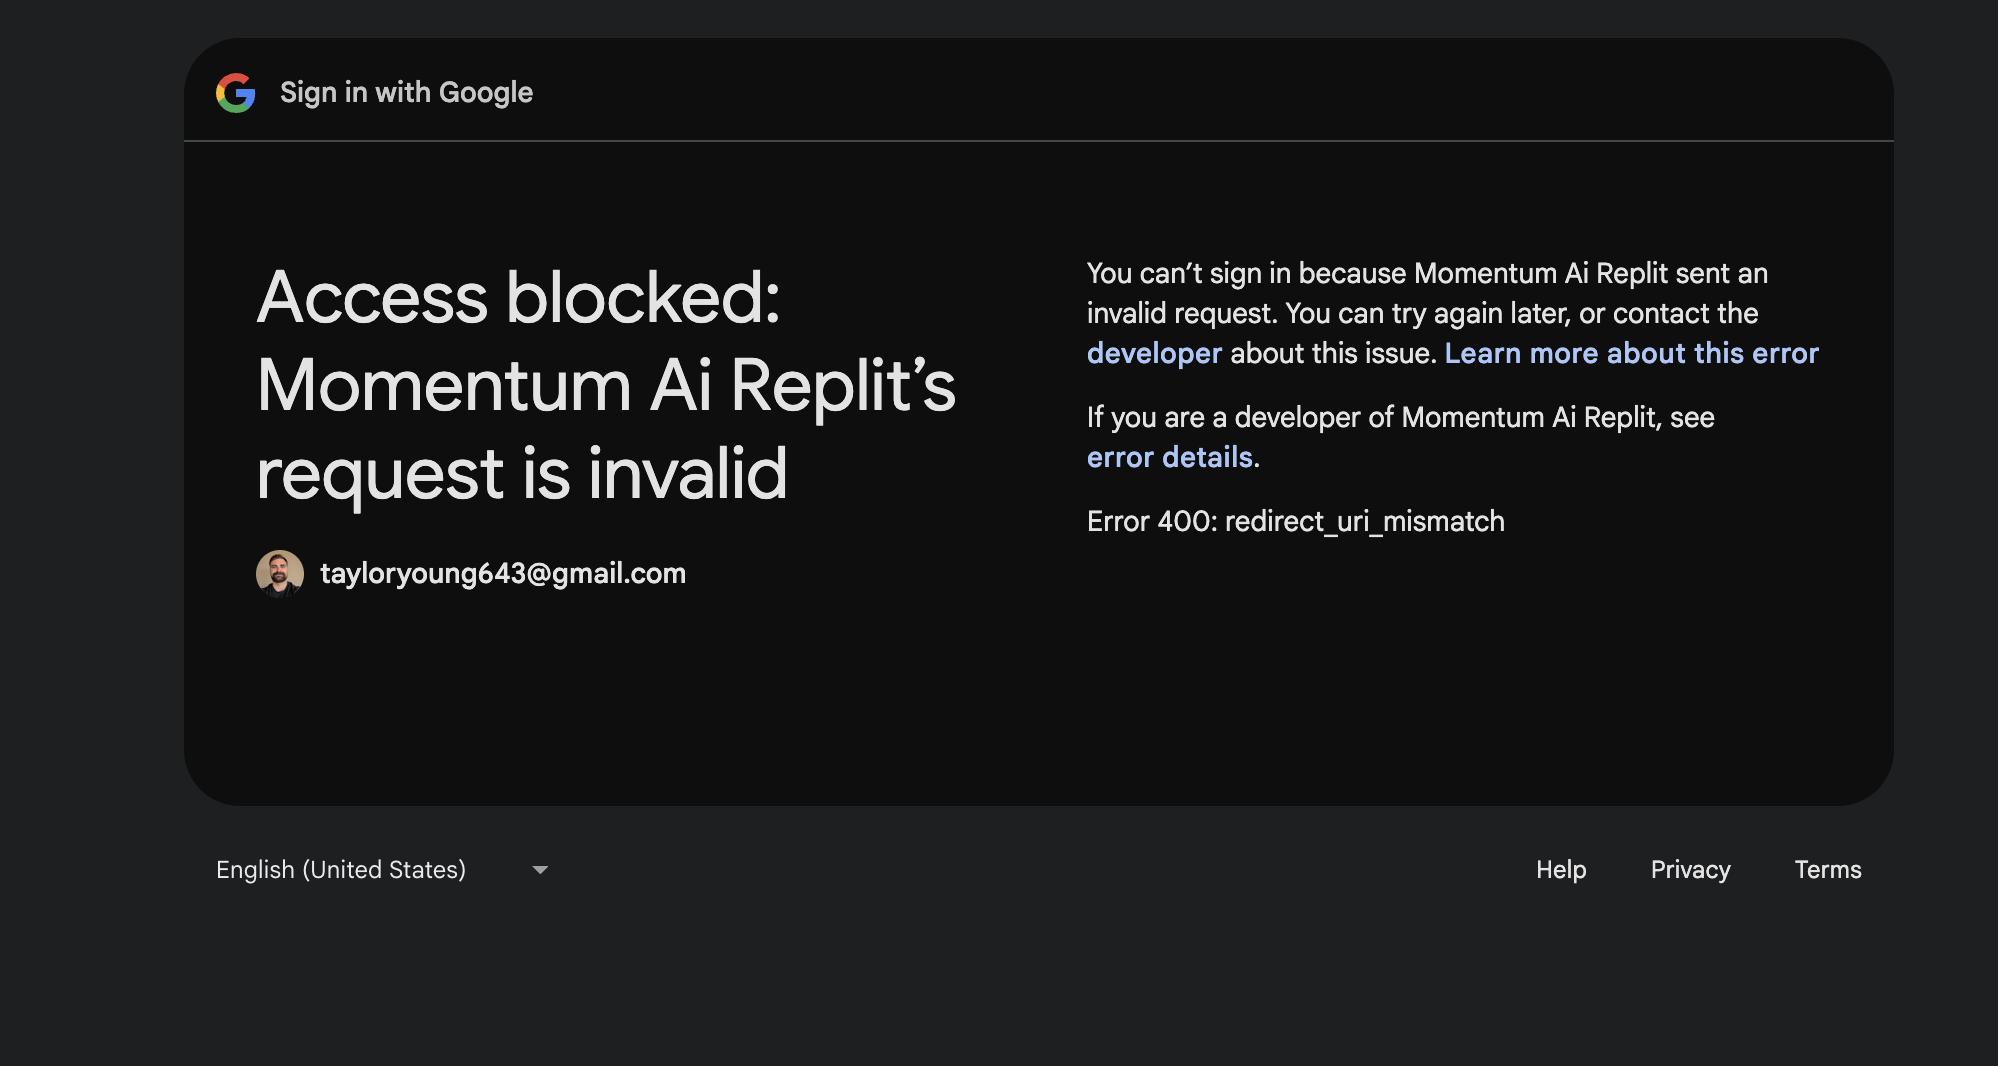 Sign in with Google
Access blocked:
Momentum Ai Replit’s
request is invalid
tayloryoung643@gmail.com
You can’t sign in because Momentum Ai Replit sent an
invalid request. You can try again later, or contact the
developer about this issue. Learn more about this error
If you are a developer of Momentum Ai Replit, see
error details.
Error 400: redirect_uri_mismatch
English (United States)
Help Privacy Terms